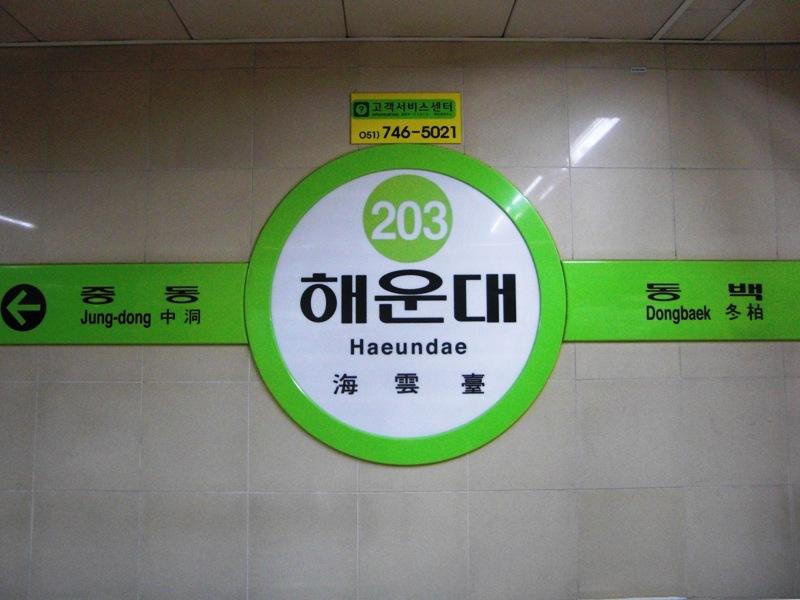 고객서비스센터
051) 746-5021
203
해운대
Haeundae
海雲臺
중동
Jung-dong 中洞
동백
Dongbaek 冬柏